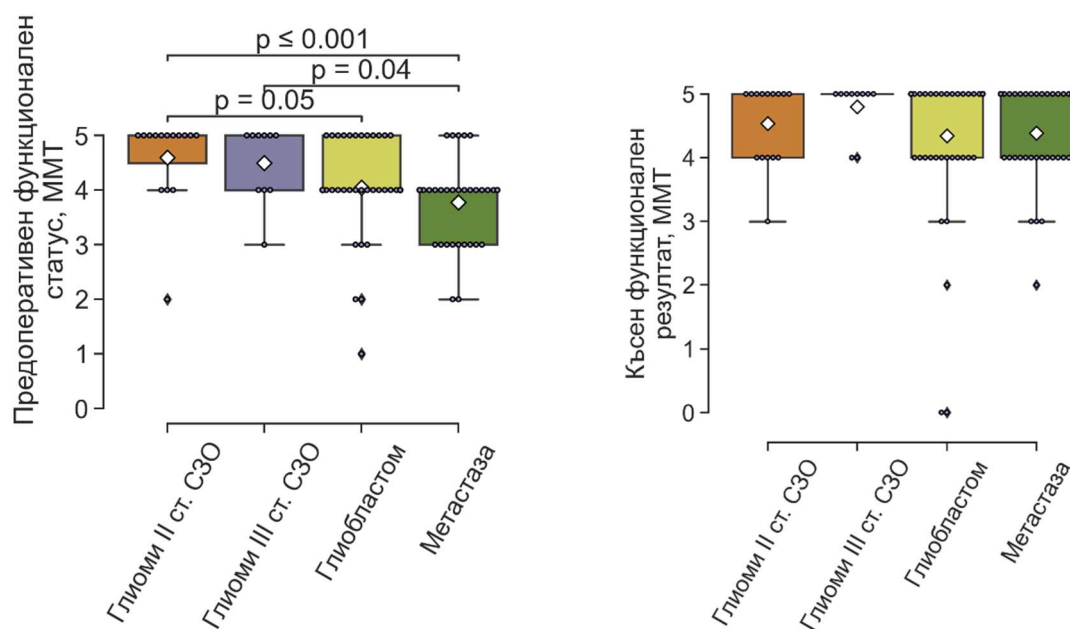 Предоперативен функционален
статус, ММТ
p ≤ 0.001
p = 0.04
p = 0.05
5
4
3
2
1
0
Глиоми II ст. СЗО
Глиоми III ст. СЗО
Глиобластом
Метастаза
Късен функционален
резултат, ММТ
5
4
3
2
1
0
Глиоми II ст. СЗО
Глиоми III ст. СЗО
Глиобластом
Метастаза